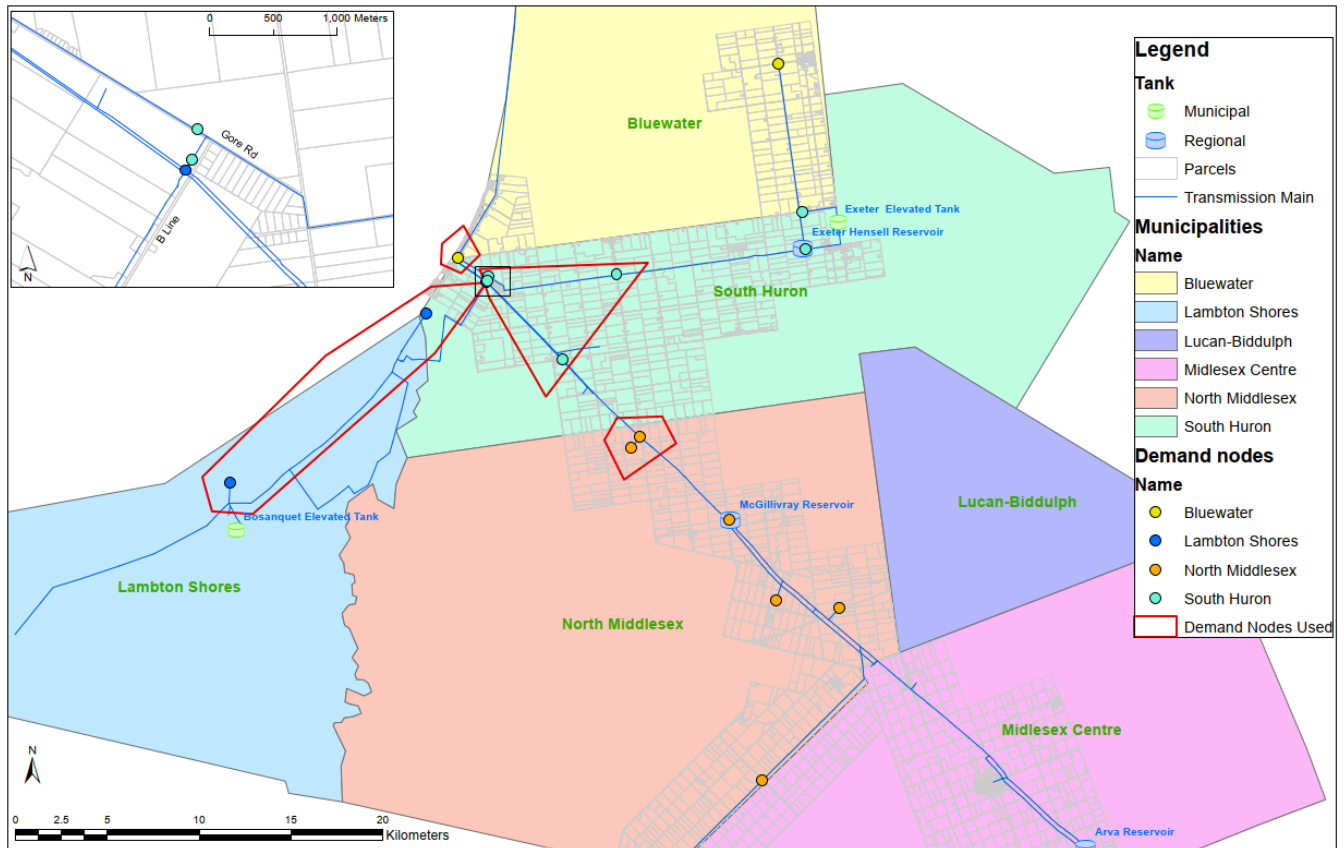 0 500 1,000 Meters
Gore Rd
B Line
N
Bluewater
Exeter Elevated Tank
Exeter Hensell Reservoir
South Huron
McGillivray Reservoir
Lucan-Biddulph
Bosanquet Elevated Tank
Lambton Shores
North Middlesex
Midlesex Centre
Arva Reservoir
N
0 2.5 5 10 15 20
Kilometers
Legend
Tank
Municipal
Regional
Parcels
Transmission Main
Municipalities
Name
Bluewater
Lambton Shores
Lucan-Biddulph
Midlesex Centre
North Middlesex
South Huron
Demand nodes
Name
Bluewater
Lambton Shores
North Middlesex
South Huron
Demand Nodes Used